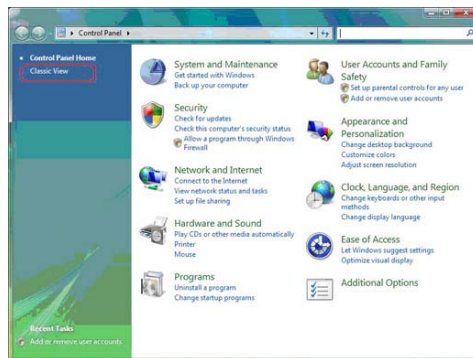 Control Panel
Control Panel Home
Classic View
System and Maintenance
Get started with Windows
Back up your computer
Security
Check for updates
Check this computer's security status
Allow a program through Windows
Firewall
Network and Internet
Connect to the Internet
View network status and tasks
Set up file sharing
Hardware and Sound
Play CDs or other media automatically
Printer
Mouse
Programs
Uninstall a program
Change startup programs
User Accounts and Family
Safety
Set up parental controls for any user
Add or remove user accounts
Appearance and
Personalization
Change desktop background
Customize colors
Adjust screen resolution
Clock, Language, and Region
Change keyboards or other input
methods
Change display language
Ease of Access
Let Windows suggest settings
Optimize visual display
Additional Options
Recent Tasks
Add or remove user accounts